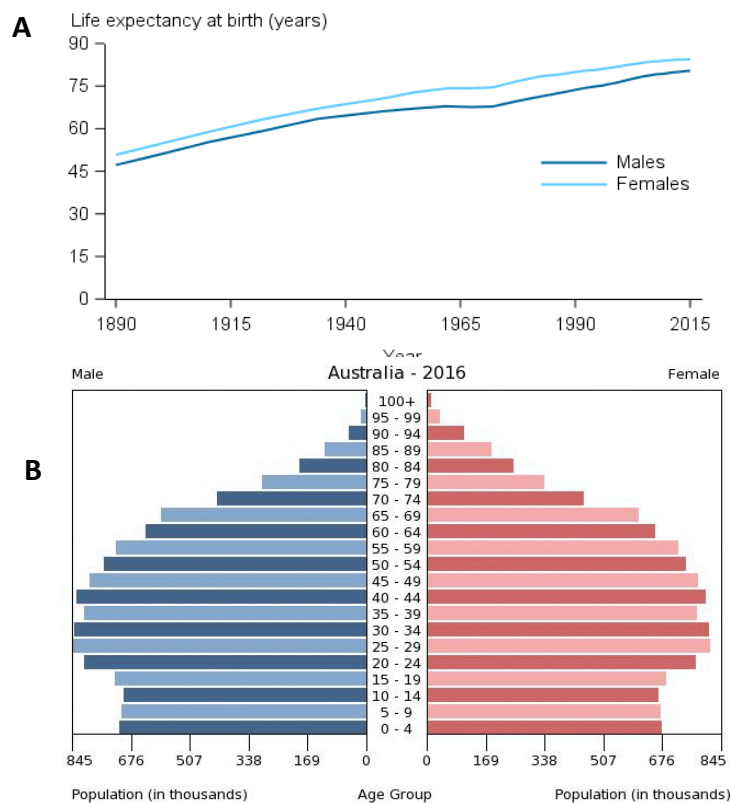 A
Life expectancy at birth (years)
90
75
60
45
30
15
0
Males
Females
1890 1915 1940 1965 1990 2015
Year
B
Male Australia - 2016 Female
100+
95 - 99
90 - 94
85 - 89
80 - 84
75 - 79
70 - 74
65 - 69
60 - 64
55 - 59
50 - 54
45 - 49
40 - 44
35 - 39
30 - 34
25 - 29
20 - 24
15 - 19
10 - 14
5 - 9
0 - 4
845 676 507 338 169 0 0 169 338 507 676 845
Population (in thousands) Age Group Population (in thousands)